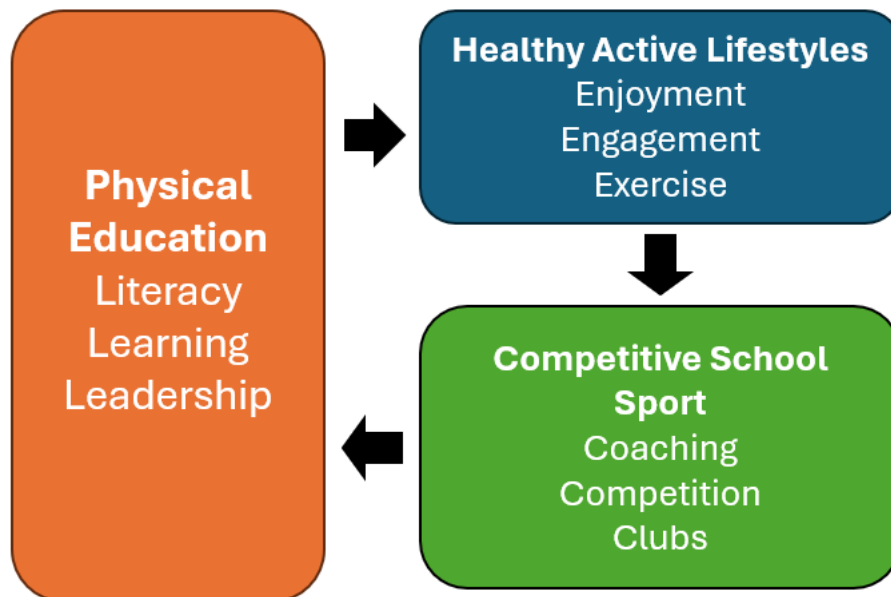 Physical
Education
Literacy
Learning
Leadership
Healthy Active Lifestyles
Enjoyment
Engagement
Exercise
Competitive School
Sport
Coaching
Competition
Clubs